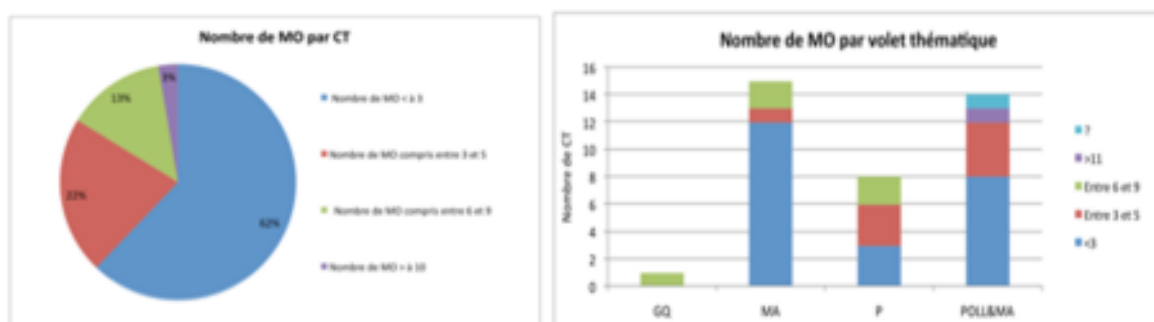 Nombre de MO par CT
3%
13%
22%
62%
Nombre de MO < à 3
Nombre de MO compris entre 3 et 5
Nombre de MO compris entre 6 et 9
Nombre de MO > à 10
Nombre de MO par volet thématique
Nombre de CT
16
14
12
10
8
6
4
2
0
GQ
MA
P
POLL&MA
?
>11
Entre 6 et 9
Entre 3 et 5
<3